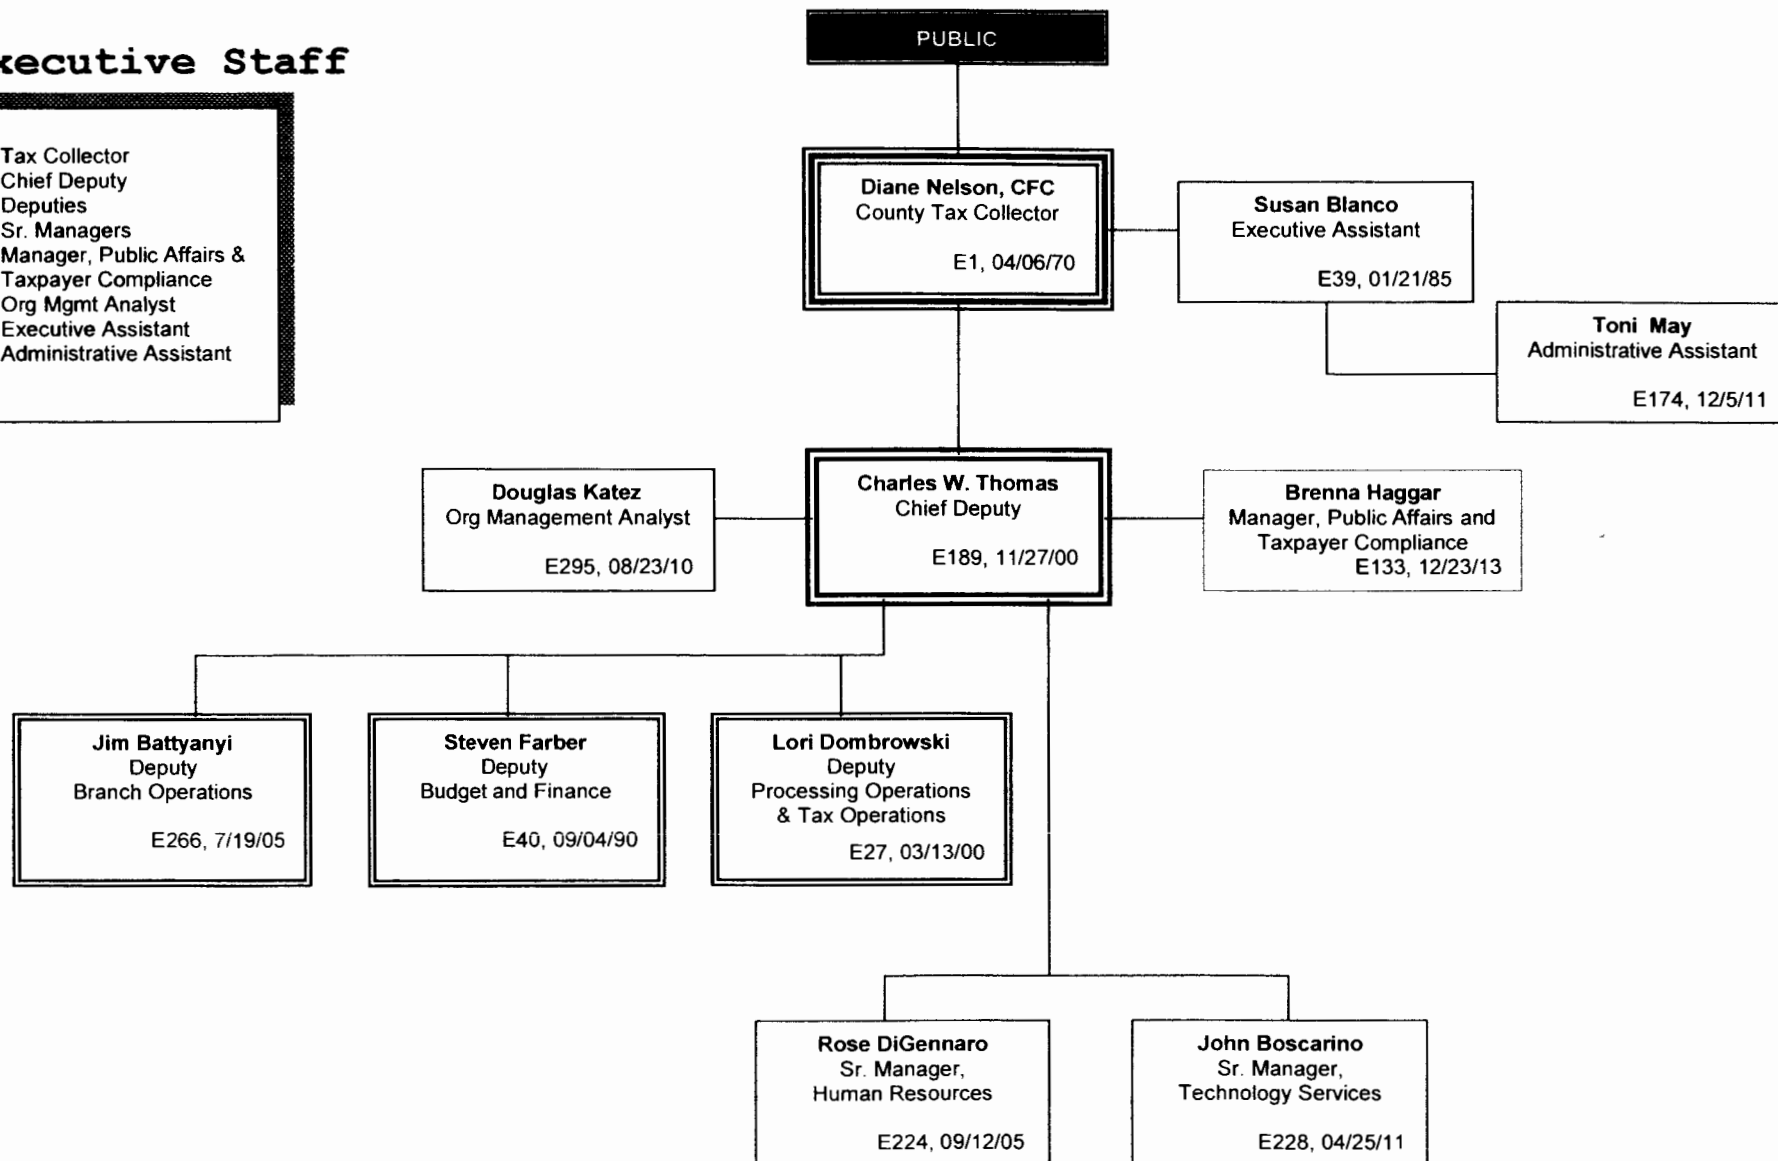 PUBLIC
xecutive Staff
Tax Collector
Chief Deputy
Deputies
Sr. Managers
Manager, Public Affairs &
Taxpayer Compliance
Org Mgmt Analyst
Executive Assistant
Administrative Assistant
Diane Nelson, CFC
County Tax Collector
E1, 04/06/70
Susan Blanco
Executive Assistant
E39, 01/21/85
Toni May
Administrative Assistant
E174, 12/5/11
Douglas Katez
Org Management Analyst
E295, 08/23/10
Charles W. Thomas
Chief Deputy
E189, 11/27/00
Brenna Haggar
Manager, Public Affairs and
Taxpayer Compliance
E133, 12/23/13
Jim Battyanyi
Deputy
Branch Operations
E266, 7/19/05
Steven Farber
Deputy
Budget and Finance
E40, 09/04/90
Lori Dombrowski
Deputy
Processing Operations
& Tax Operations
E27, 03/13/00
Rose DiGennaro
Sr. Manager,
Human Resources
E224, 09/12/05
John Boscarino
Sr. Manager,
Technology Services
E228, 04/25/11